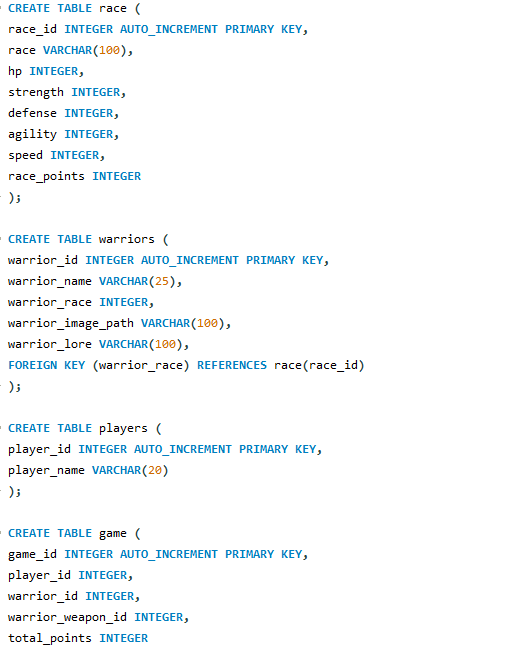 CREATE TABLE race (
race_id INTEGER AUTO_INCREMENT PRIMARY KEY,
race VARCHAR(100),
hp INTEGER,
strength INTEGER,
defense INTEGER,
agility INTEGER,
speed INTEGER,
race_points INTEGER
);
CREATE TABLE warriors (
warrior_id INTEGER AUTO_INCREMENT PRIMARY KEY,
warrior_name VARCHAR(25),
warrior_race INTEGER,
warrior_image_path VARCHAR(100),
warrior_lore VARCHAR(100),
FOREIGN KEY (warrior_race) REFERENCES race(race_id)
);
CREATE TABLE players (
player_id INTEGER AUTO_INCREMENT PRIMARY KEY,
player_name VARCHAR(20)
);
CREATE TABLE game (
game_id INTEGER AUTO_INCREMENT PRIMARY KEY,
player_id INTEGER,
warrior_id INTEGER,
warrior_weapon_id INTEGER,
total_points INTEGER